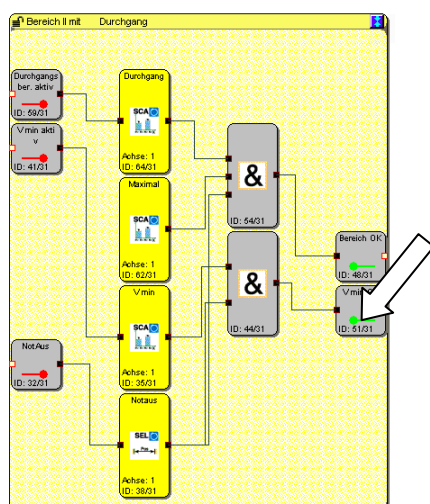 Bereich II mit Durchgang
Durchgangs
ber. aktiv
ID: 59/31
Vmin akti
v
ID: 41/31
NotAus
ID: 32/31
Durchgang
SCA
Achse: 1
ID: 64/31
Maximal
SCA
Achse: 1
ID: 62/31
Vmin
SCA
Achse: 1
ID: 35/31
Notaus
SEL
Pos
Achse: 1
ID: 38/31
&
ID: 54/31
&
ID: 44/31
Bereich OK
ID: 48/31
Vmin
ID: 51/31